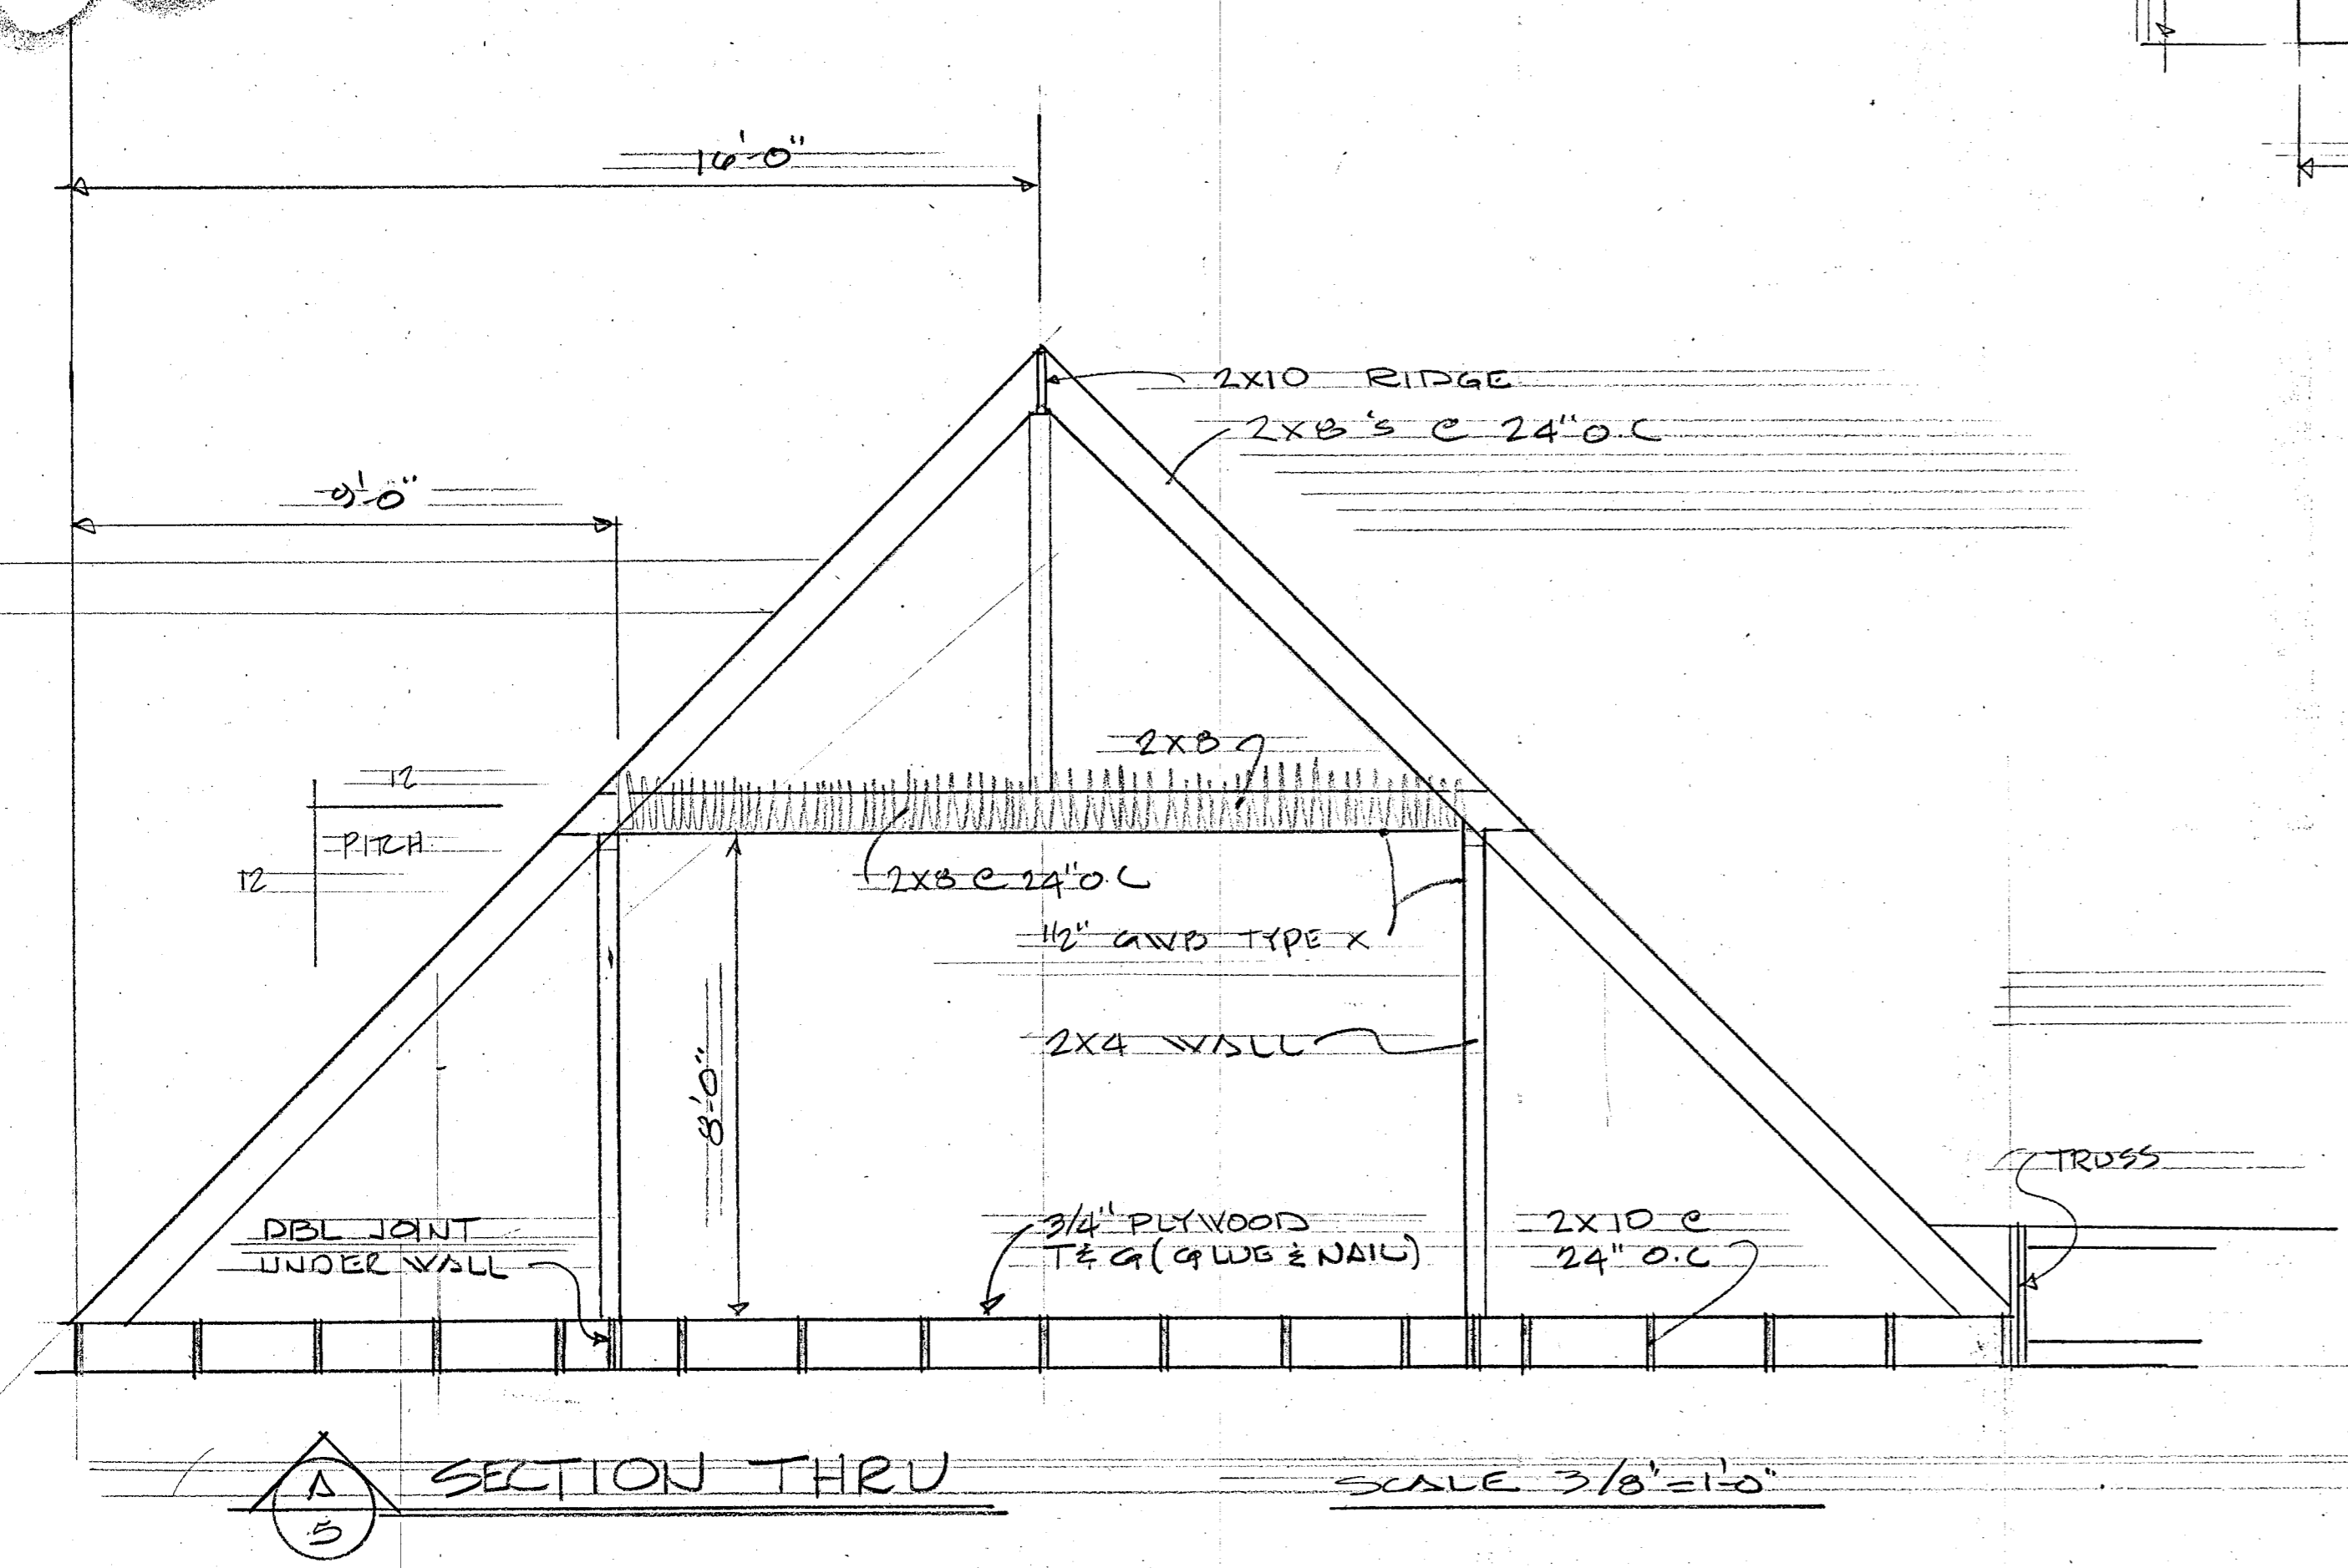 16'-0"
2X10 RIDGE
2X8'S @ 24" O.C
9'-0"
12
PITCH
12
2X8
2X8 @ 24" O.C
1/2" GWB TYPE X
2X4 WALL
8'-0"
TRUSS
DBL JOINT
UNDER WALL
3/4" PLYWOOD
T & G (GLUE & NAIL)
2X10 @
24" O.C
A
5
SECTION THRU
SCALE 3/8"=1'-0"